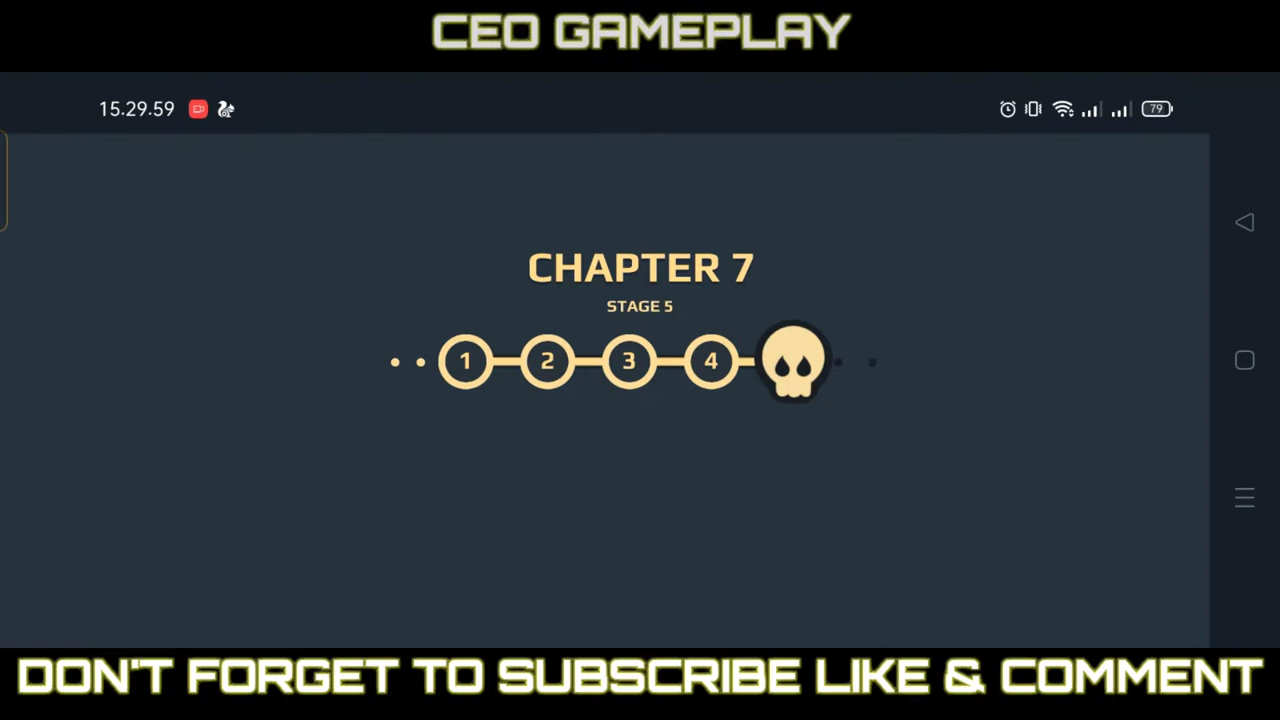 CEO GAMEPLAY
15.29.59
79
CHAPTER 7
STAGE 5
1 2 3 4
DON'T FORGET TO SUBSCRIBE LIKE & COMMENT